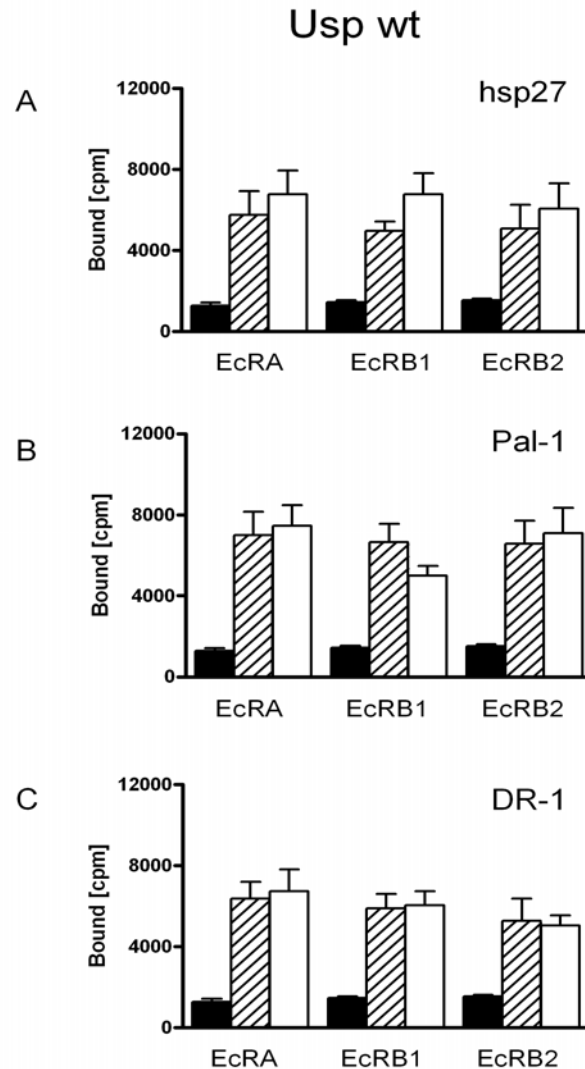 Usp wt
A
hsp27
12000
8000
4000
0
Bound [cpm]
EcRA EcRB1 EcRB2
B
Pal-1
12000
8000
4000
0
Bound [cpm]
EcRA EcRB1 EcRB2
C
DR-1
12000
8000
4000
0
Bound [cpm]
EcRA EcRB1 EcRB2